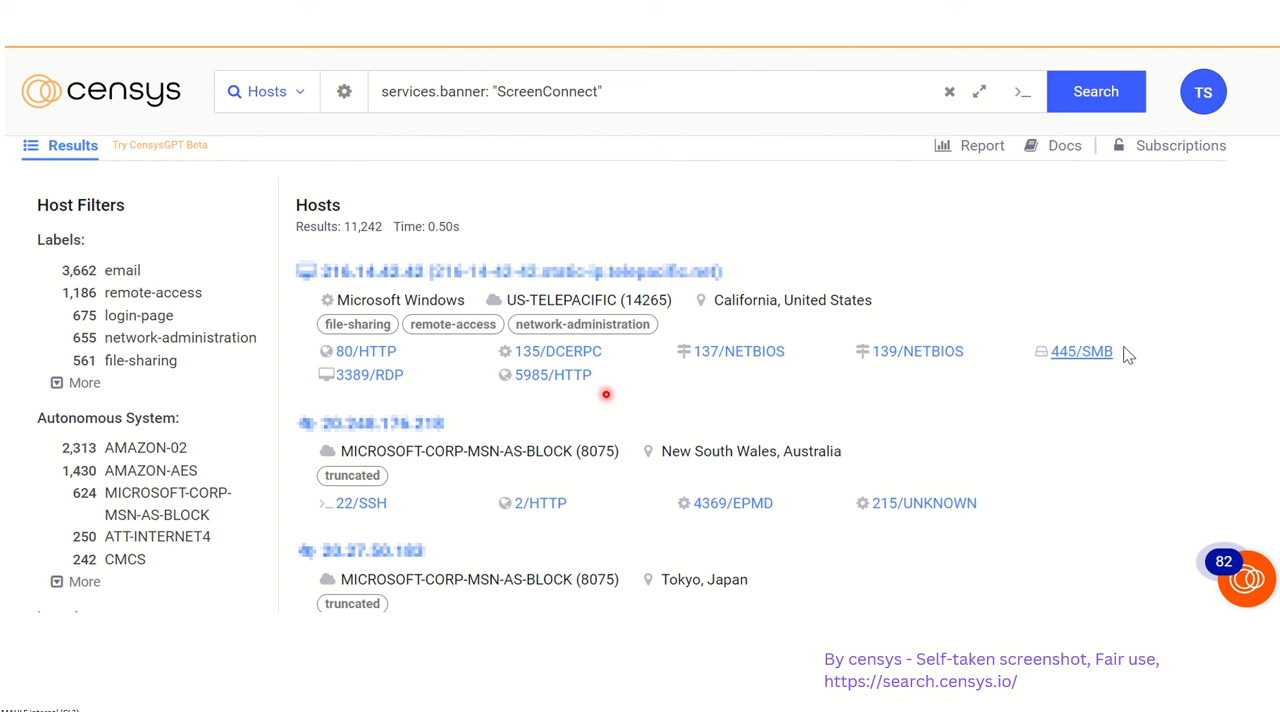 censys
Hosts
services.banner: "ScreenConnect"
Search
TS
Results
Try CensysGPT Beta
Report
Docs
Subscriptions
Host Filters
Labels:
3,662 email
1,186 remote-access
675 login-page
655 network-administration
561 file-sharing
More
Autonomous System:
2,313 AMAZON-02
1,430 AMAZON-AES
624 MICROSOFT-CORP-
MSN-AS-BLOCK
250 ATT-INTERNET4
242 CMCS
More
Hosts
Results: 11,242 Time: 0.50s
Microsoft Windows US-TELEPACIFIC (14265) California, United States
file-sharing remote-access network-administration
80/HTTP 135/DCERPC 137/NETBIOS 139/NETBIOS 445/SMB
3389/RDP 5985/HTTP
MICROSOFT-CORP-MSN-AS-BLOCK (8075) New South Wales, Australia
truncated
22/SSH 2/HTTP 4369/EPMD 215/UNKNOWN
MICROSOFT-CORP-MSN-AS-BLOCK (8075) Tokyo, Japan
truncated
82
By censys - Self-taken screenshot, Fair use,
https://search.censys.io/